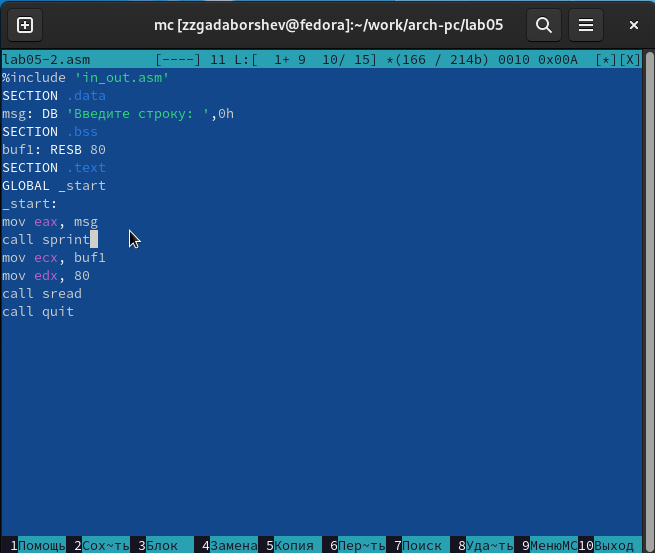 mc [zzgadaborshev@fedora]:~/work/arch-pc/lab05
lab05-2.asm [----] 11 L:[ 1+ 9 10/ 15] *(166 / 214b) 0010 0x00A [*][X]
%include 'in_out.asm'
SECTION .data
msg: DB 'Введите строку: ',0h
SECTION .bss
buf1: RESB 80
SECTION .text
GLOBAL _start
_start:
mov eax, msg
call sprint
mov ecx, buf1
mov edx, 80
call sread
call quit
1Помощь 2Сох~ть 3Блок 4Замена 5Копия 6Пер~ть 7Поиск 8Уда~ть 9МенюMC 10Выход